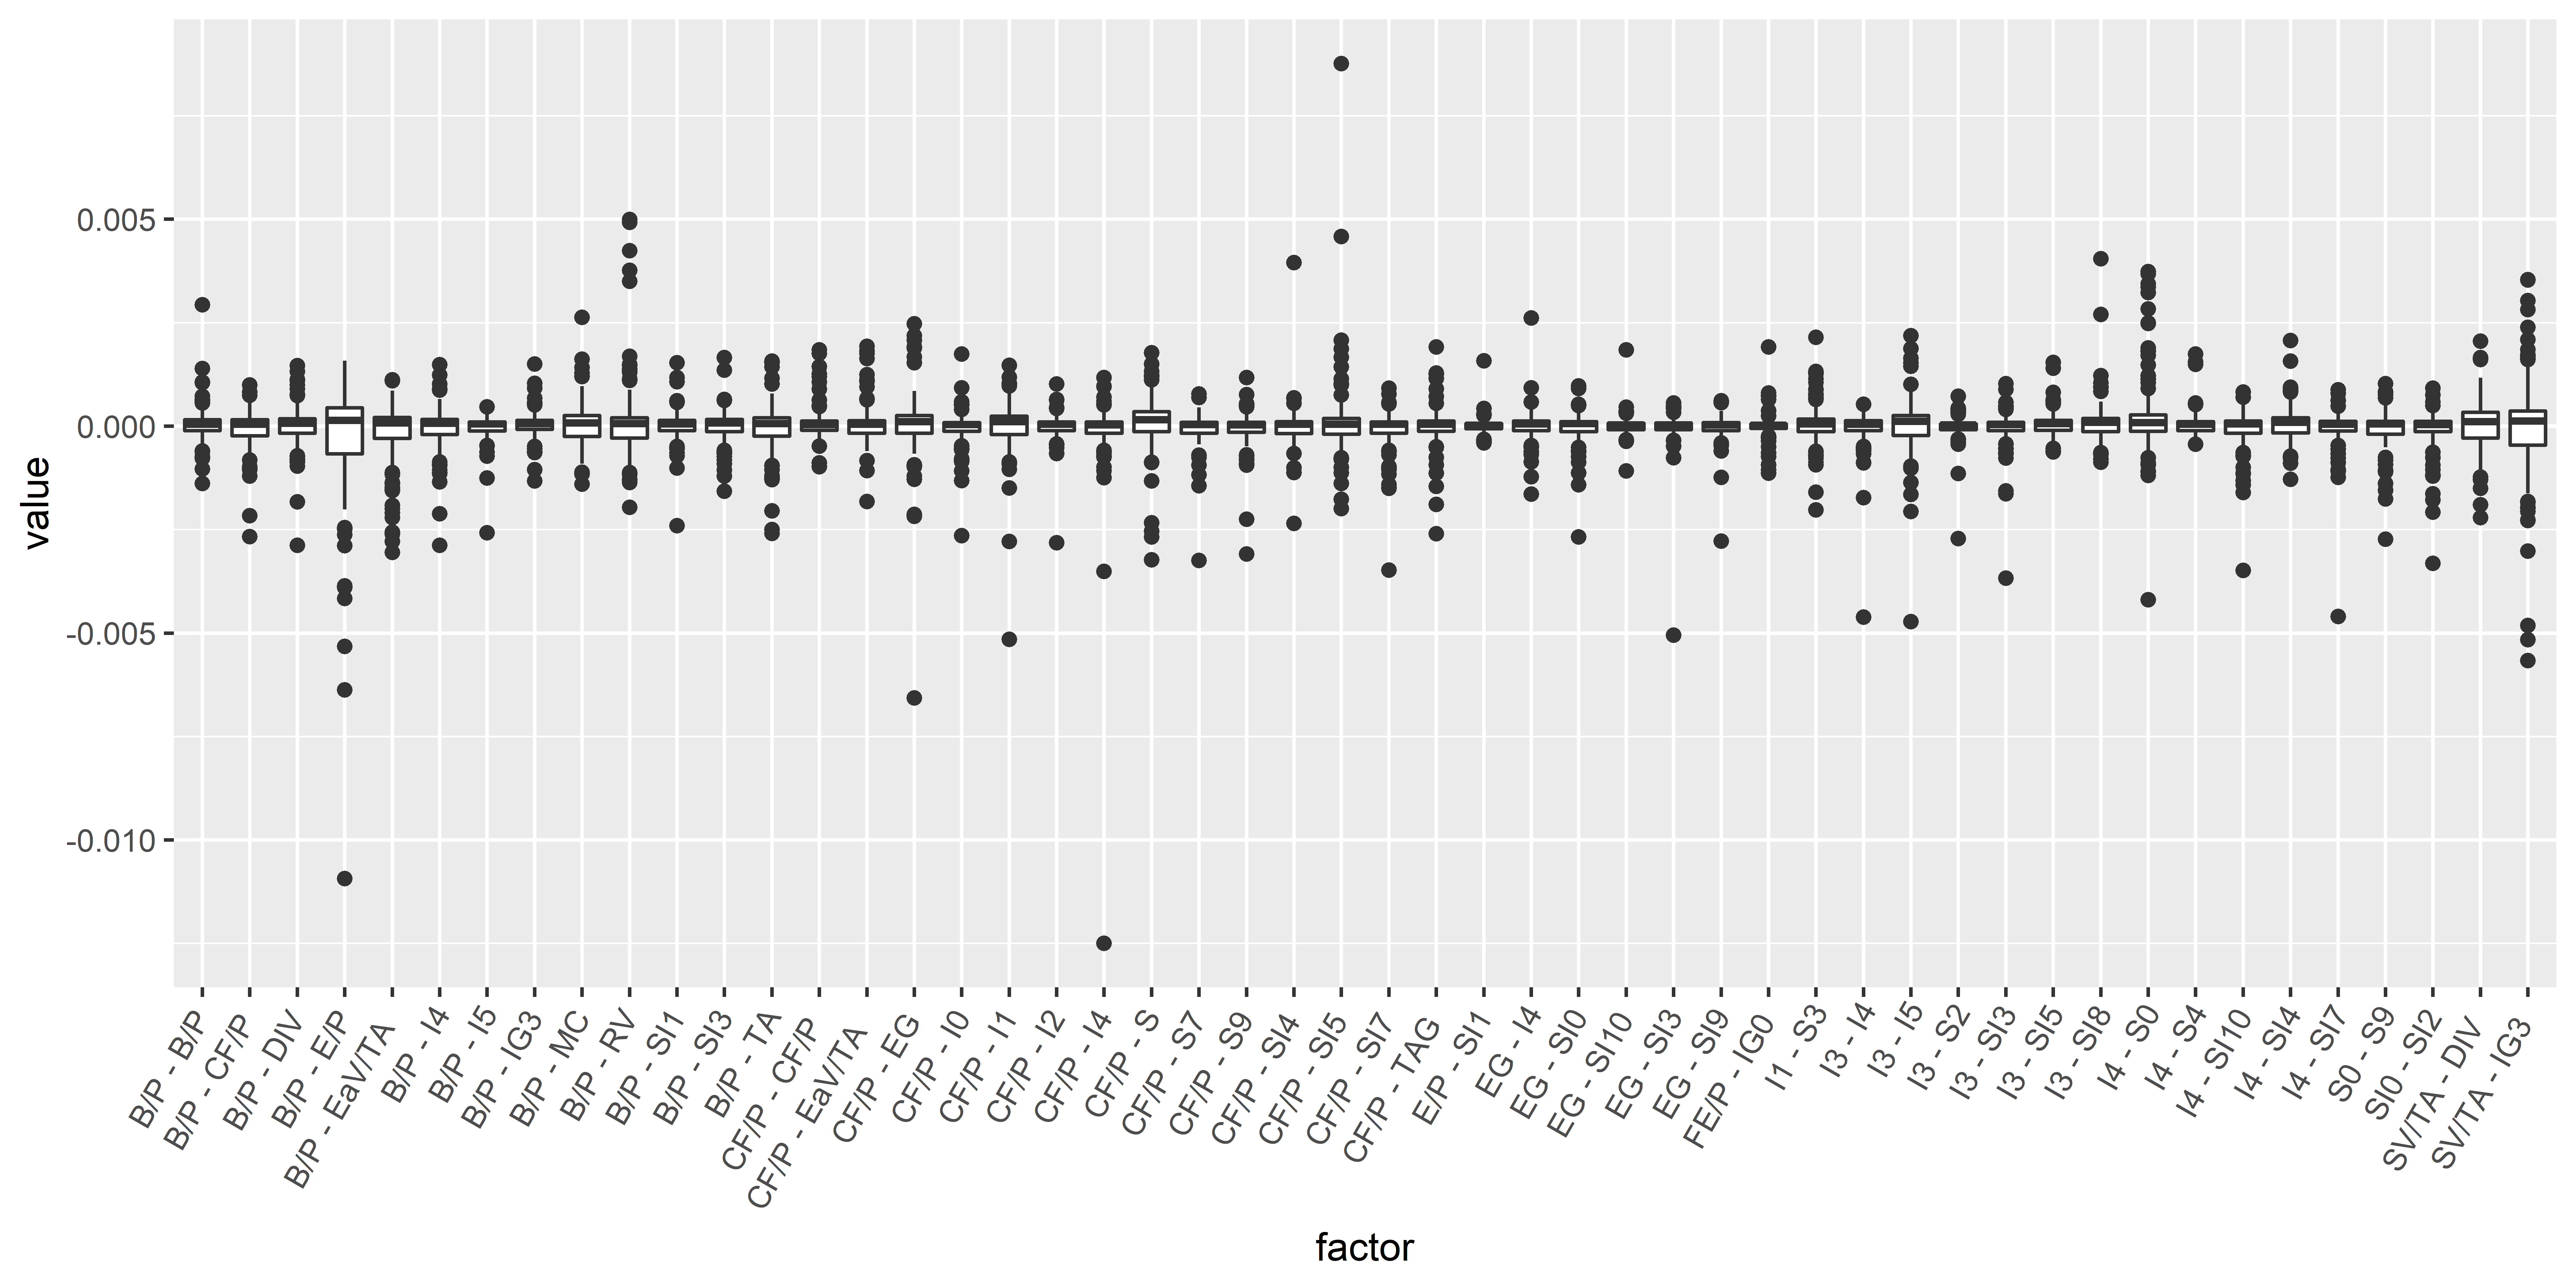 value
0.005
0.000
-0.005
-0.010
B/P - B/P
B/P - CF/P
B/P - DIV
B/P - E/P
B/P - EaV/TA
B/P - I4
B/P - I5
B/P - IG3
B/P - MC
B/P - RV
B/P - SI1
B/P - SI3
B/P - TA
CF/P - CF/P
CF/P - EaV/TA
CF/P - EG
CF/P - I0
CF/P - I1
CF/P - I2
CF/P - I4
CF/P - S
CF/P - S7
CF/P - S9
CF/P - SI4
CF/P - SI5
CF/P - SI7
CF/P - TAG
E/P - SI1
EG - I4
EG - SI0
EG - SI10
EG - SI3
EG - SI9
FE/P - IG0
I1 - S3
I3 - I4
I3 - I5
I3 - S2
I3 - SI3
I3 - SI5
I3 - SI8
I4 - S0
I4 - S4
I4 - SI10
I4 - SI4
I4 - SI7
S0 - S9
SI0 - SI2
SV/TA - DIV
SV/TA - IG3
factor